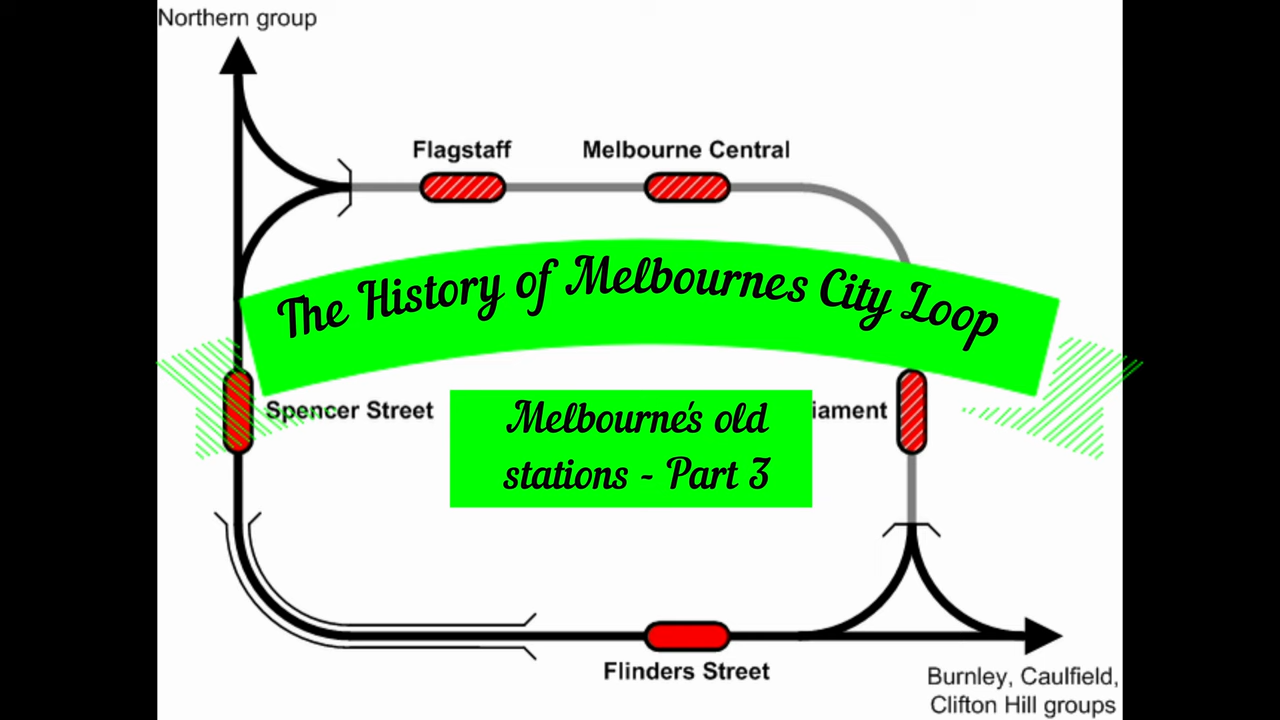 Northern group
Flagstaff
Melbourne Central
The History of Melbournes City Loop
Spencer Street
Melbourne's old
stations - Part 3
iament
Flinders Street
Burnley, Caulfield,
Clifton Hill groups